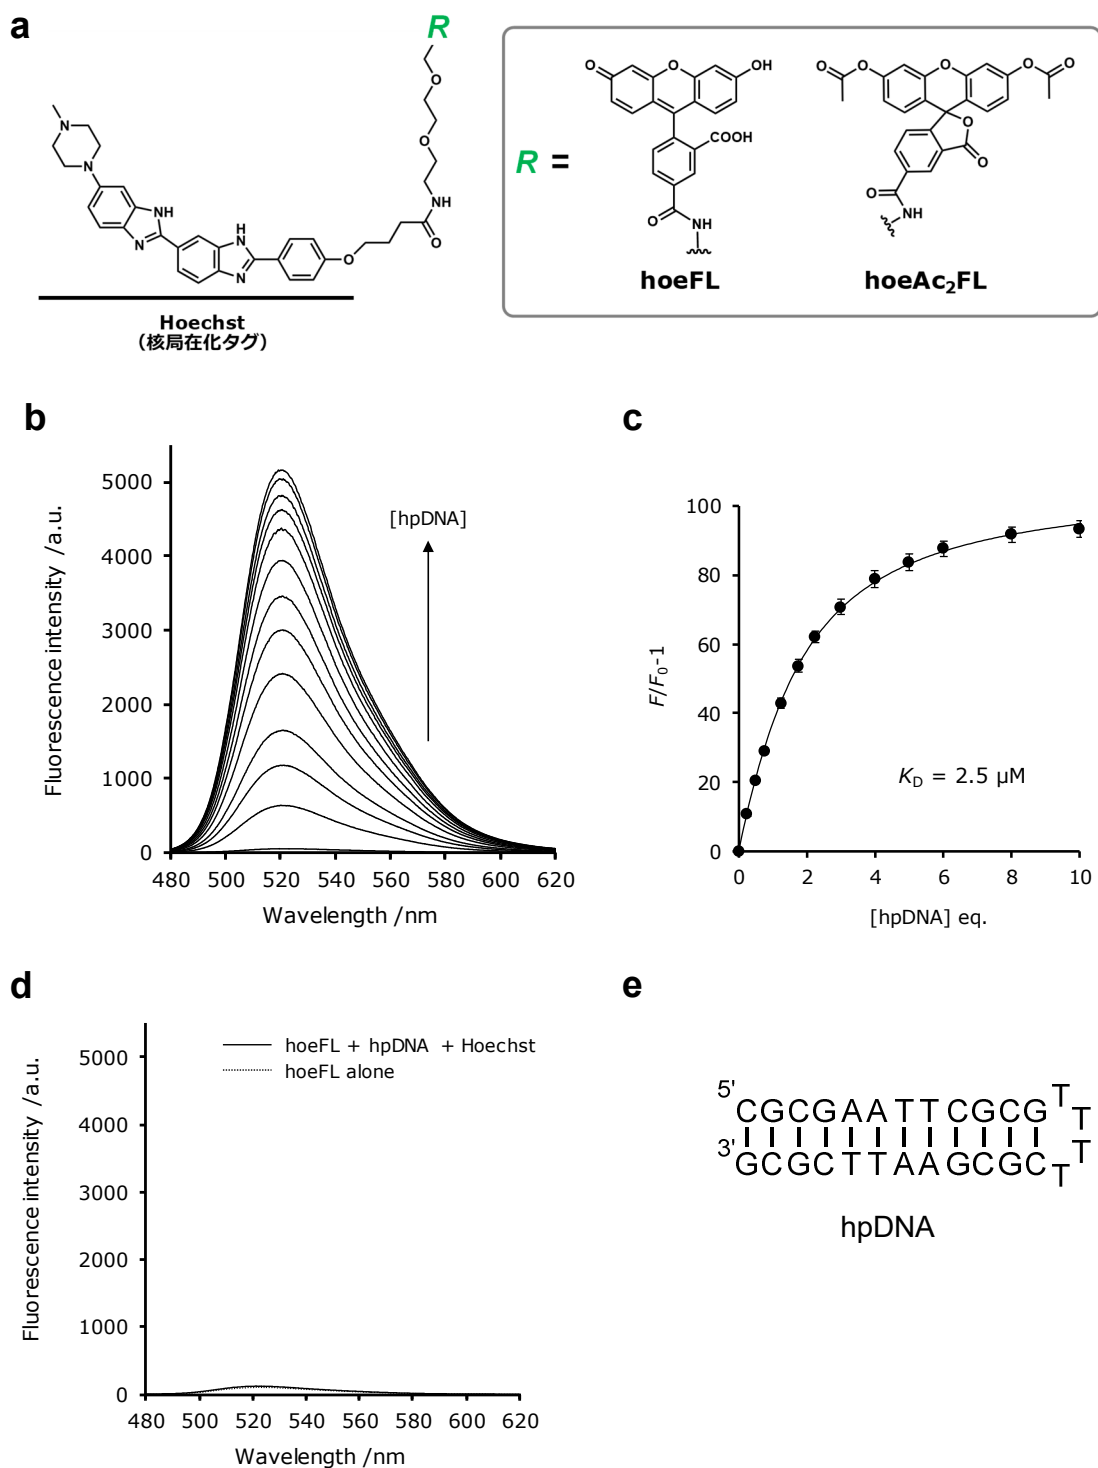 a
R
O
O
NH
O
N
N
NH
N
H
N
N
O
Hoechst
(核局在化タグ)
R =
O
O
OH
COOH
O
NH
hoeFL
O
O
O
O
O
O
O
O
NH
hoeAc₂FL
b
Fluorescence intensity /a.u.
5000
4000
3000
2000
1000
0
[hpDNA]
480 500 520 540 560 580 600 620
Wavelength /nm
c
F/F₀-1
100
80
60
40
20
0
K_D = 2.5 µM
0 2 4 6 8 10
[hpDNA] eq.
d
Fluorescence intensity /a.u.
5000
4000
3000
2000
1000
0
hoeFL + hpDNA + Hoechst
hoeFL alone
480 500 520 540 560 580 600 620
Wavelength /nm
e
5' CGCGAATTCGCG T T
3' GCGCTTAAGCGC T T
hpDNA